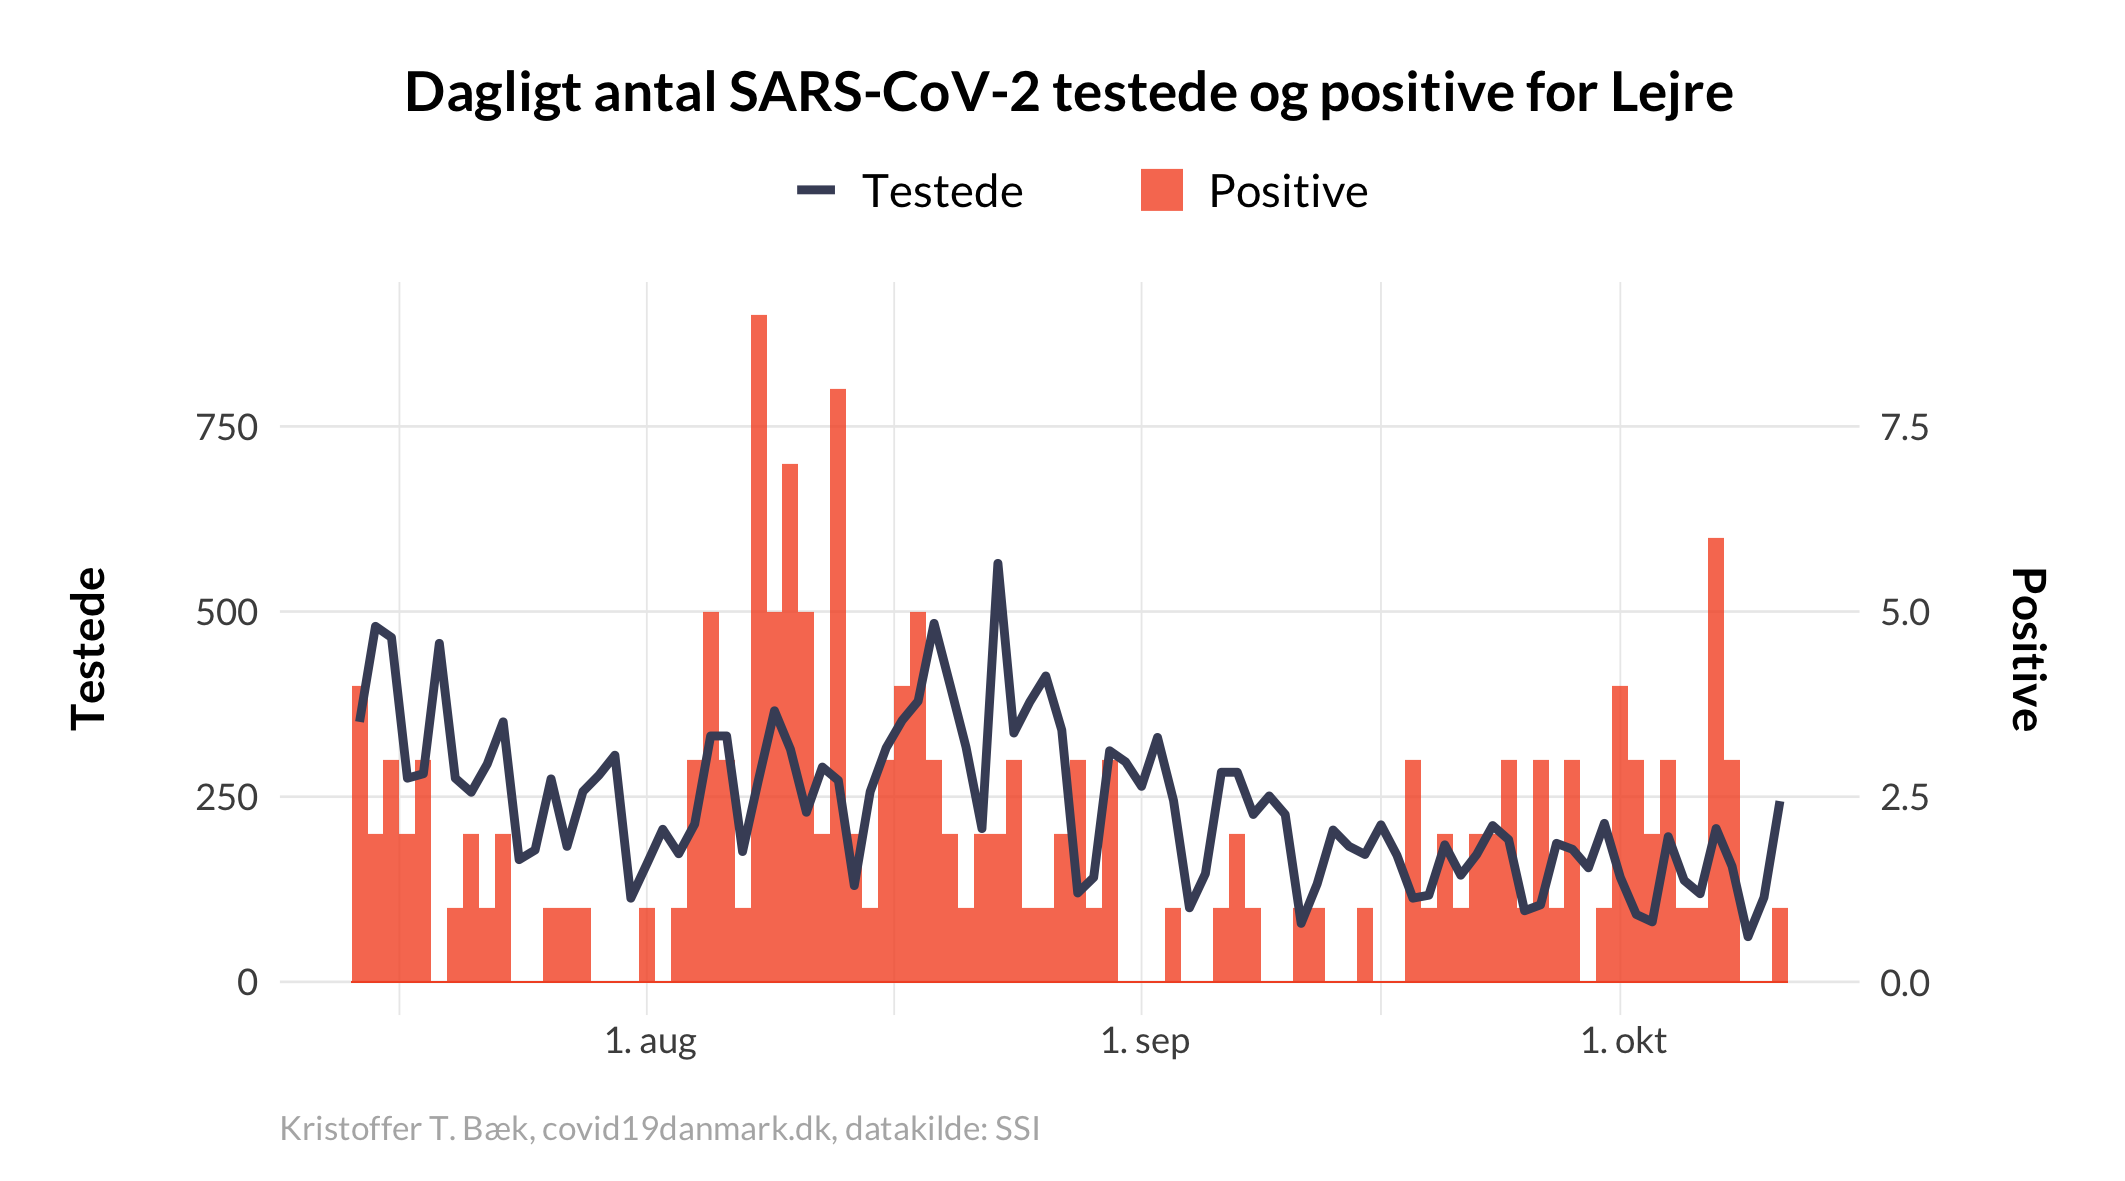 Dagligt antal SARS-CoV-2 testede og positive for Lejre
Testede
Positive
750
500
250
0
7.5
5.0
2.5
0.0
Testede
Positive
1. aug
1. sep
1. okt
Kristoffer T. Bæk, covid19danmark.dk, datakilde: SSI